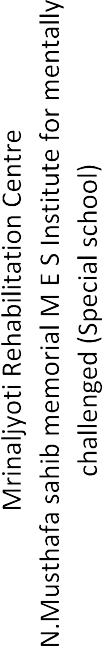 Mrinaljyoti Rehabilitation Centre
N.Musthafa sahib memorial M E S Institute for mentally
challenged (Special school)